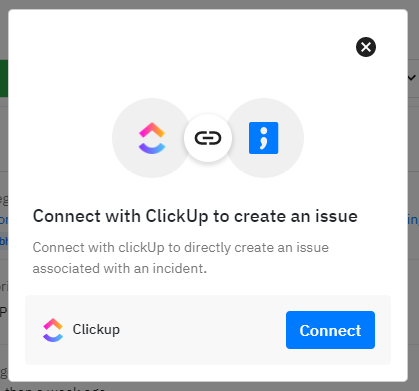 Connect with ClickUp to create an issue
Connect with clickUp to directly create an issue
associated with an incident.
Clickup
Connect